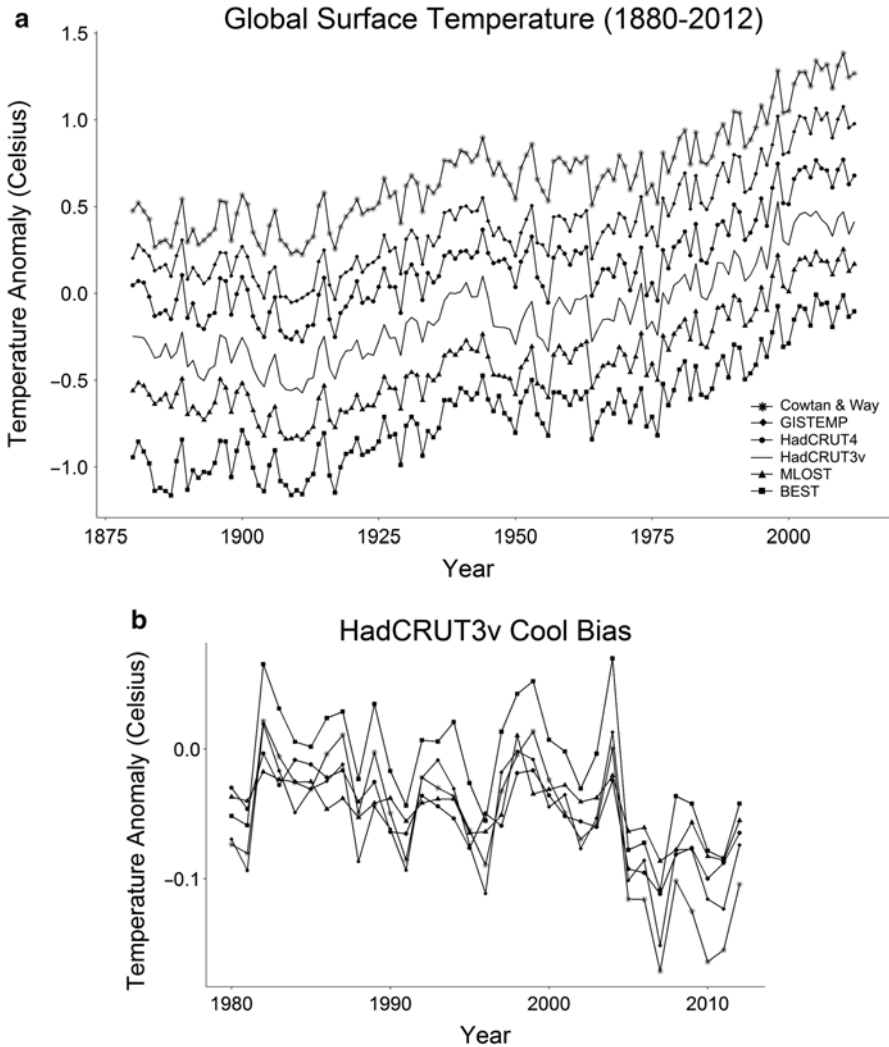 a
Global Surface Temperature (1880-2012)
Temperature Anomaly (Celsius)
1.5
1.0
0.5
0.0
−0.5
−1.0
Cowtan & Way
GISTEMP
HadCRUT4
HadCRUT3v
MLOST
BEST
1875 1900 1925 1950 1975 2000
Year
b
HadCRUT3v Cool Bias
Temperature Anomaly (Celsius)
0.0
−0.1
1980 1990 2000 2010
Year